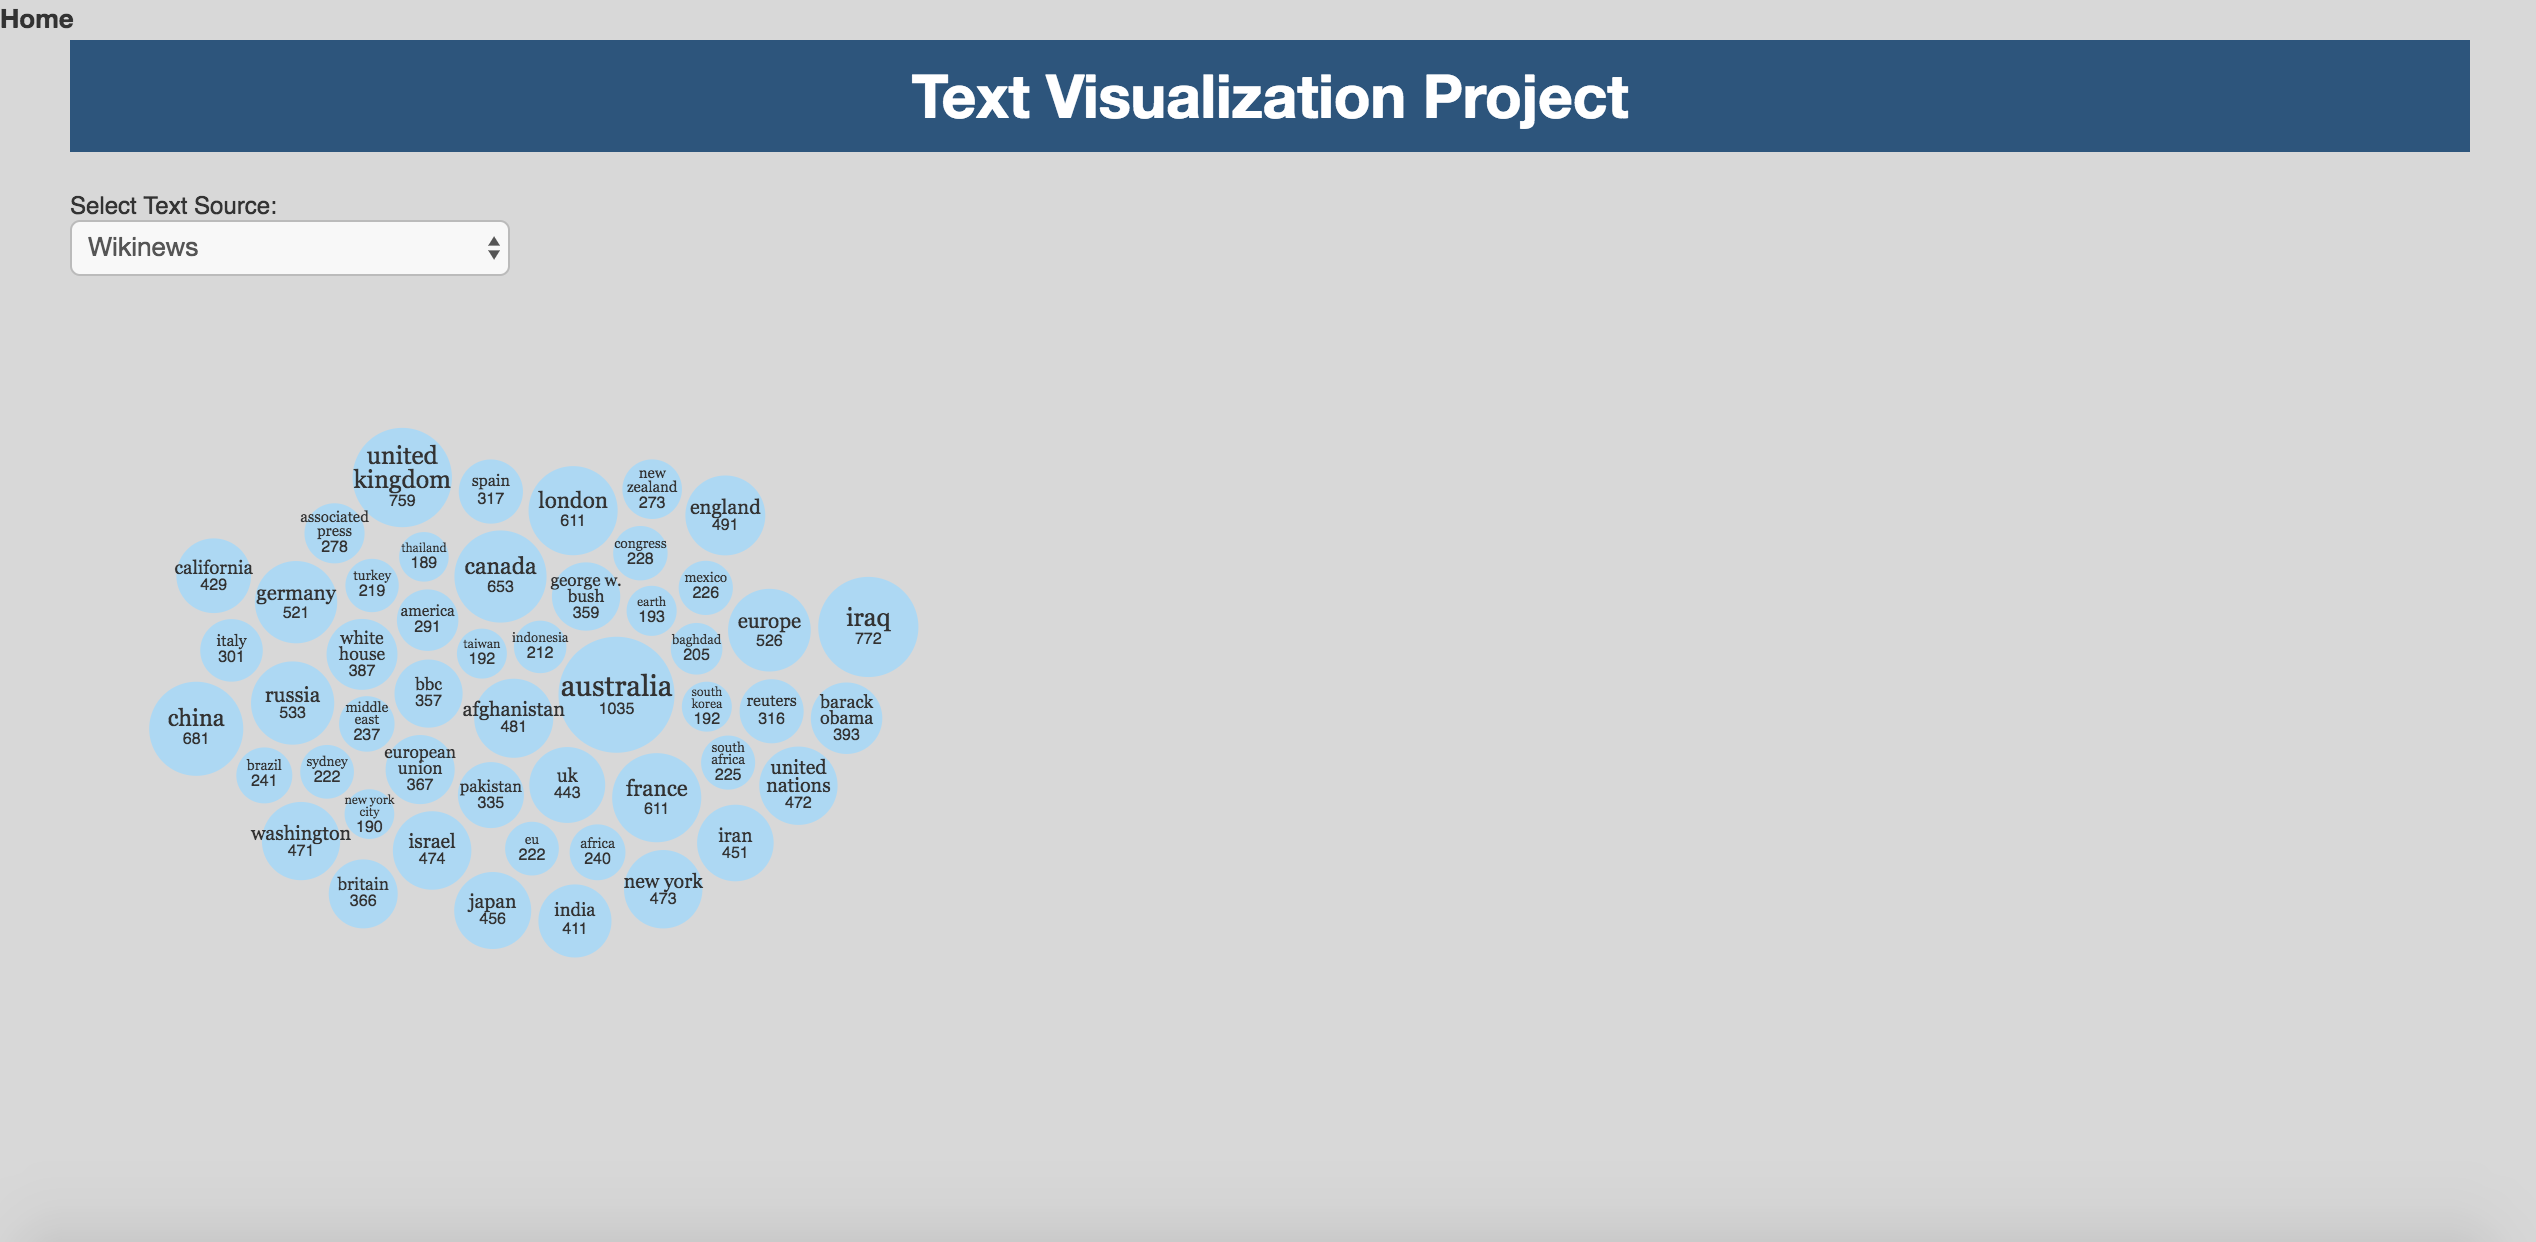 Home
Text Visualization Project
Select Text Source:
Wikinews
united
kingdom
759
spain
317
london
611
new
zealand
273
england
491
associated
press
278
thailand
189
canada
653
congress
228
california
429
germany
521
turkey
219
america
291
george w.
bush
359
earth
193
mexico
226
europe
526
iraq
772
italy
301
white
house
387
taiwan
192
indonesia
212
baghdad
205
china
681
russia
533
middle
east
237
bbc
357
afghanistan
481
australia
1035
south
korea
192
reuters
316
barack
obama
393
brazil
241
sydney
222
european
union
367
pakistan
335
uk
443
france
611
south
africa
225
united
nations
472
washington
471
new york
city
190
israel
474
eu
222
africa
240
iran
451
britain
366
japan
456
india
411
new york
473